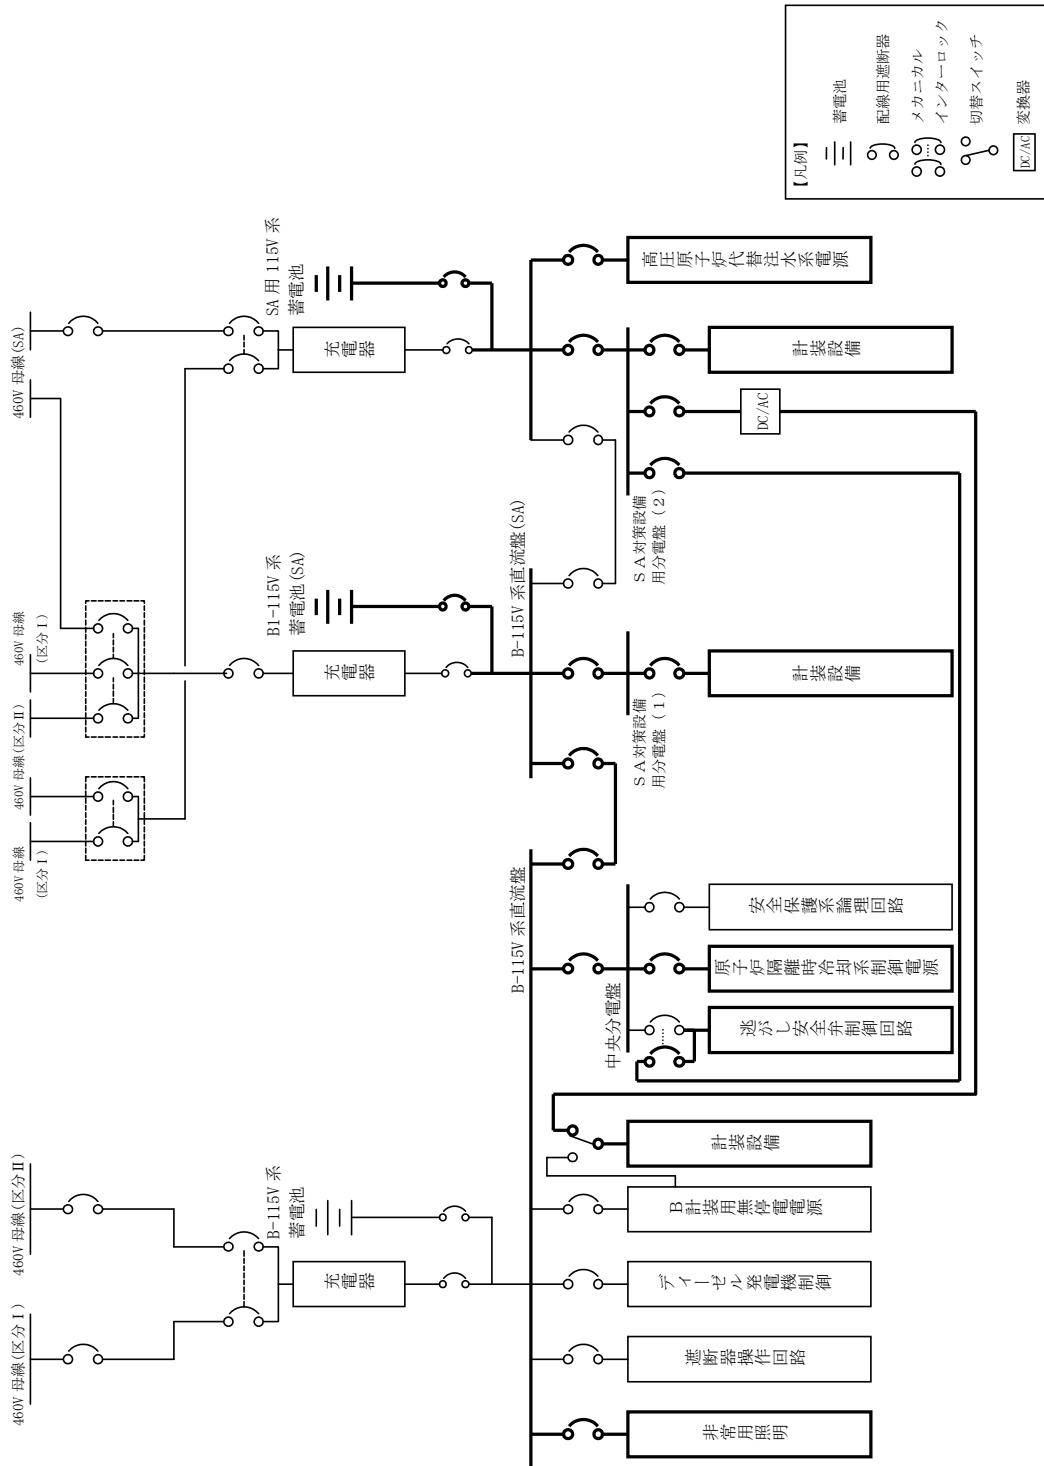 460V 母線(区分Ⅰ)
460V 母線(区分Ⅱ)
460V 母線
(区分Ⅰ)
460V 母線(区分Ⅱ)
460V 母線
(区分Ⅰ)
460V 母線(SA)
B-115V 系
蓄電池
充電器
B1-115V 系
蓄電池(SA)
充電器
SA 用 115V 系
蓄電池
充電器
B-115V 系直流盤
B-115V 系直流盤(SA)
中央分電盤
SA対策設備
用分電盤(1)
SA対策設備
用分電盤(2)
非常用照明
遮断器操作回路
ディーゼル発電機制御
B計装用無停電電源
計装設備
逃がし安全弁制御回路
原子炉隔離時冷却系制御電源
安全保護系論理回路
計装設備
DC/AC
計装設備
高圧原子炉代替注水系電源
【凡例】
蓄電池
配線用遮断器
メカニカル
インターロック
切替スイッチ
DC/AC
変換器